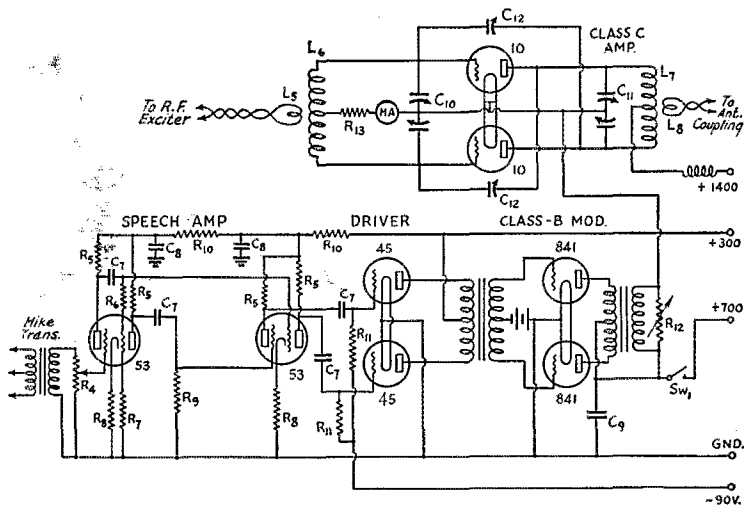 C12
CLASS C
AMP.
L6
10
L7
L5
C10
C11
To R.F.
Exciter
MA
R13
To
Ant.
Coupling
L8
10
C12
+1400
SPEECH AMP
DRIVER
CLASS-B MOD.
+300
R5
C8
R10
C8
R10
45
841
C7
R6
R5
C7
R5
R5
C7
+700
Mike
Trans.
R11
R12
53
53
C7
R4
45
841
Sw1
R9
R8
R7
R8
R11
C9
GND.
-90V.